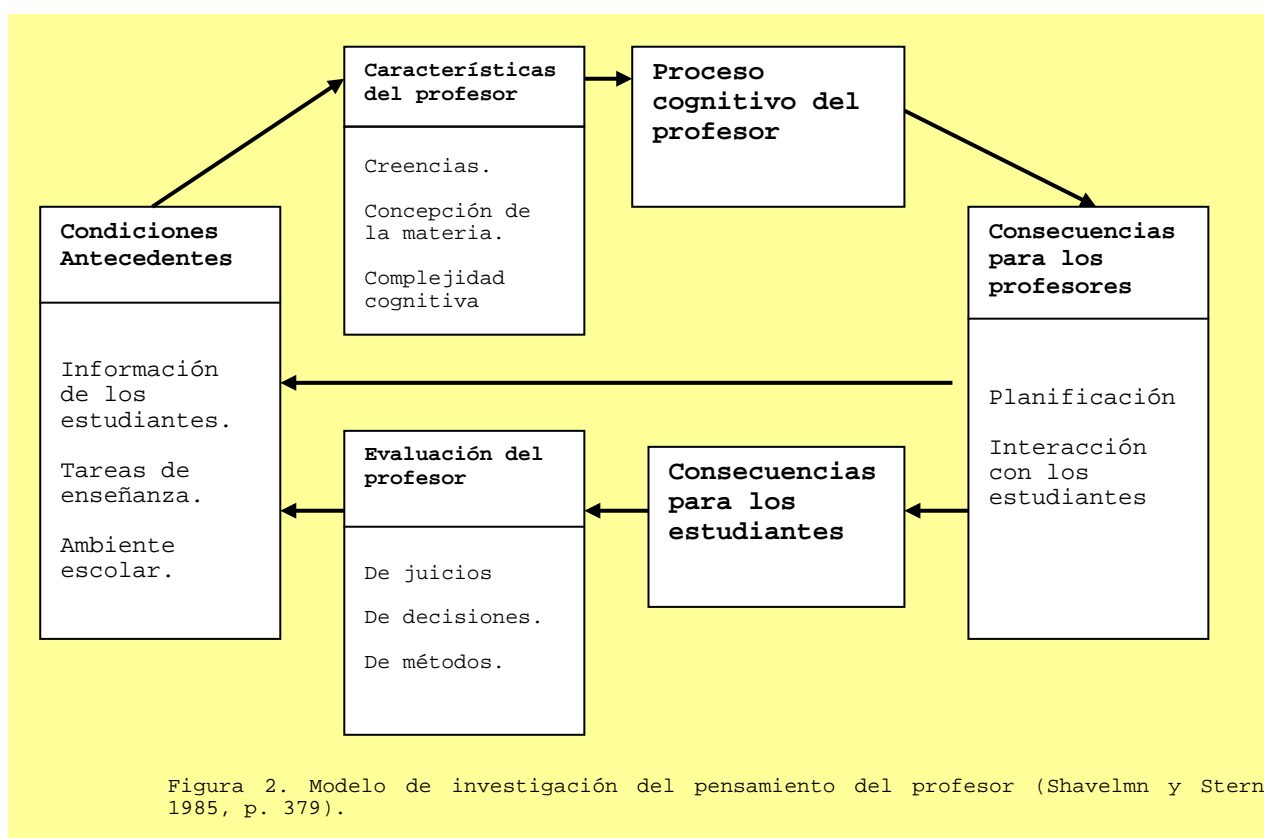 Características
del profesor
Creencias.
Concepción de
la materia.
Complejidad
cognitiva
Proceso
cognitivo del
profesor
Condiciones
Antecedentes
Información
de los
estudiantes.
Tareas de
enseñanza.
Ambiente
escolar.
Consecuencias
para los
profesores
Planificación
Interacción
con los
estudiantes
Evaluación del
profesor
De juicios
De decisiones.
De métodos.
Consecuencias
para los
estudiantes
Figura 2. Modelo de investigación del pensamiento del profesor (Shavelmn y Stern
1985, p. 379).